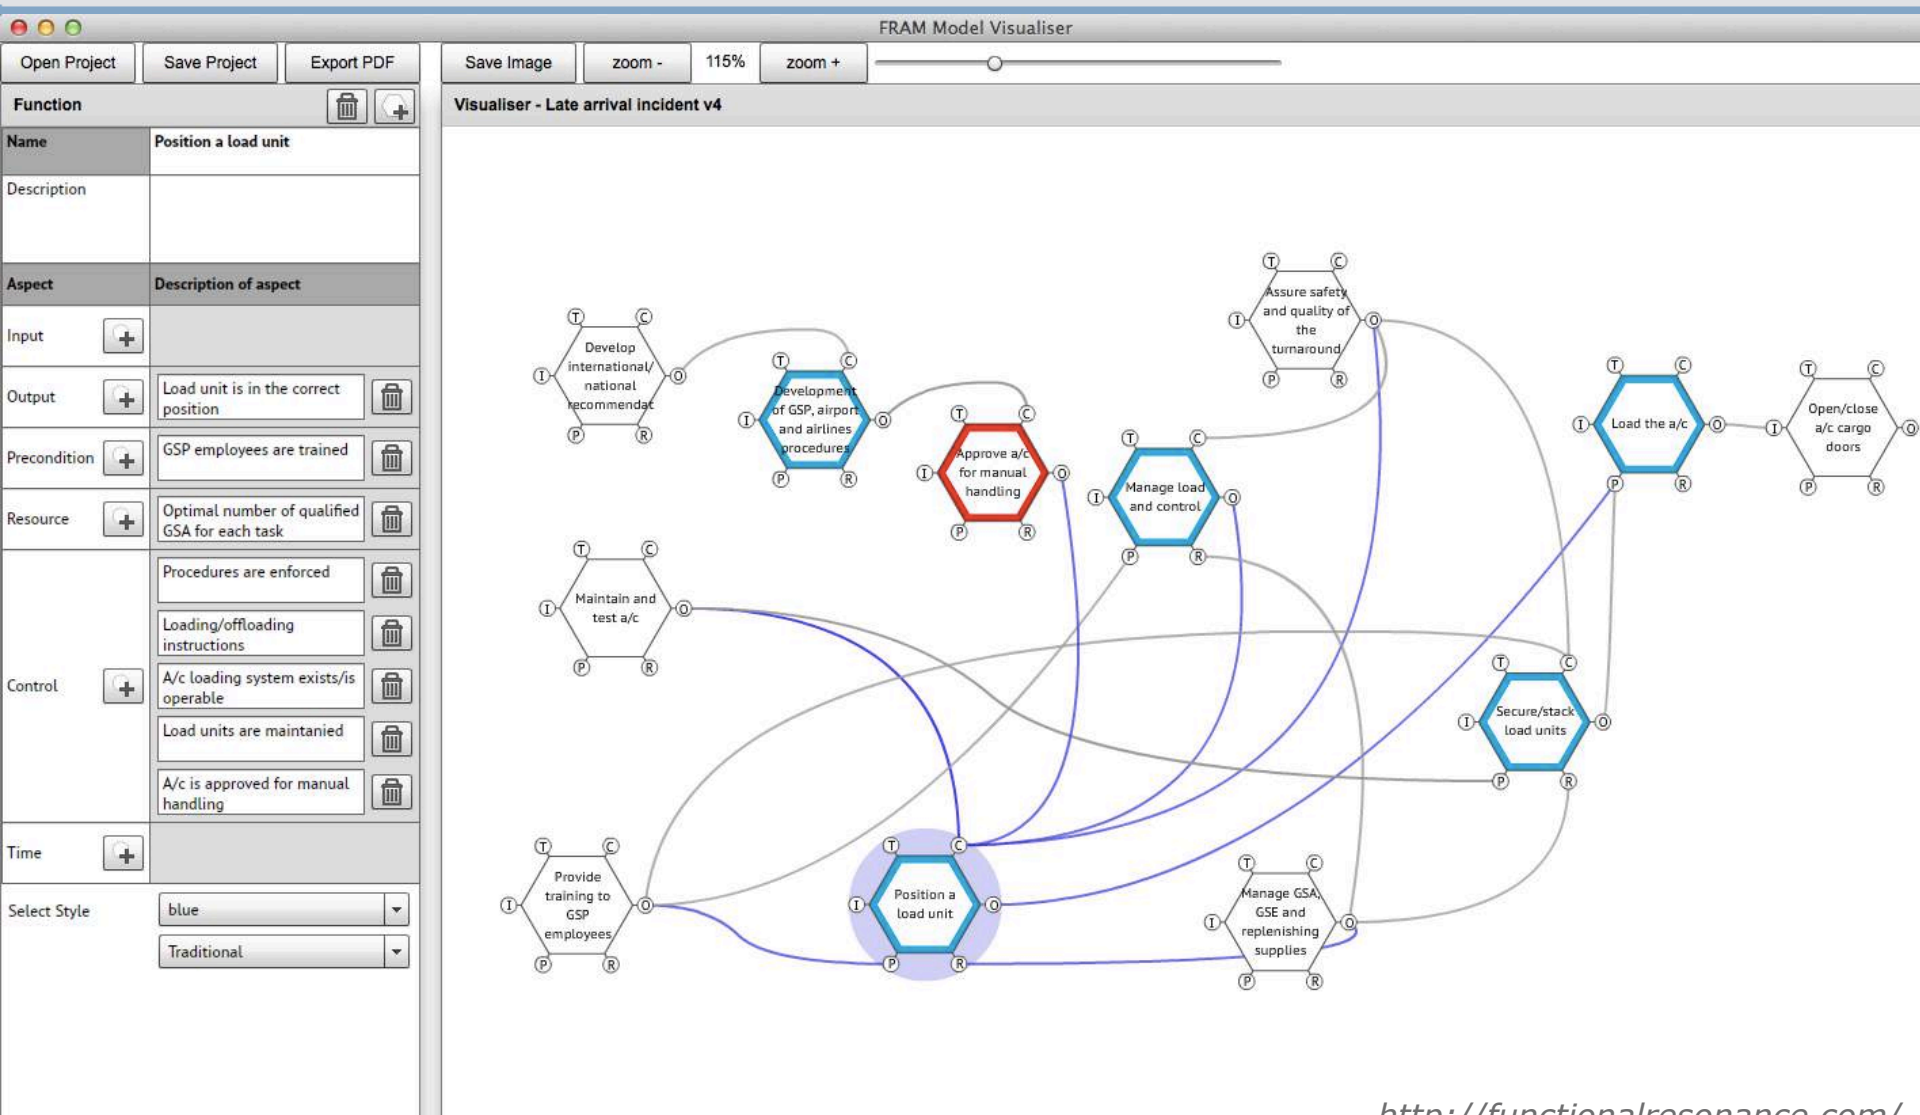 FRAM Model Visualiser
Open Project
Save Project
Export PDF
Save Image
zoom -
115%
zoom +
Function
Visualiser - Late arrival incident v4
Name
Position a load unit
Description
Aspect
Description of aspect
Input
Output
Load unit is in the correct
position
Precondition
GSP employees are trained
Resource
Optimal number of qualified
GSA for each task
Control
Procedures are enforced
Loading/offloading
instructions
A/c loading system exists/is
operable
Load units are maintanied
A/c is approved for manual
handling
Time
Select Style
blue
Traditional
T C
I O
P R
Develop
international/
national
recommendat
T C
I O
P R
Development
of GSP, airport
and airlines
procedures
T C
I O
P R
Approve a/c
for manual
handling
T C
I O
P R
Manage load
and control
T C
I O
P R
Assure safety
and quality of
the
turnaround
T C
I O
P R
Load the a/c
T C
I O
P R
Open/close
a/c cargo
doors
T C
I O
P R
Maintain and
test a/c
T C
I O
P R
Secure/stack
load units
T C
I O
P R
Provide
training to
GSP
employees
T C
I O
P R
Position a
load unit
T C
I O
P R
Manage GSA,
GSE and
replenishing
supplies
http://functionalresonance.com/